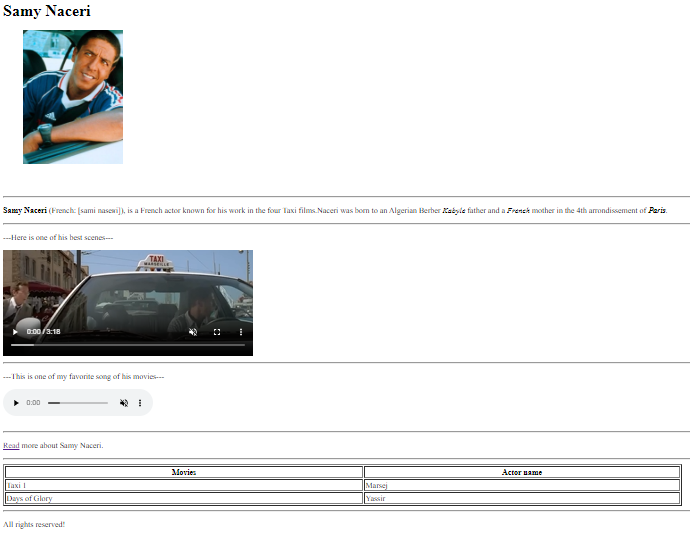 Samy Naceri
Samy Naceri (French: [sami nasеʁi]), is a French actor known for his work in the four Taxi films.Naceri was born to an Algerian Berber Kabyle father and a French mother in the 4th arrondissement of Paris.
---Here is one of his best scenes---
TAXI
MARSEILLE
0:00 / 3:18
---This is one of my favorite song of his movies---
0:00
Read more about Samy Naceri.
Movies Actor name
Taxi 1 Marsej
Days of Glory Yassir
All rights reserved!